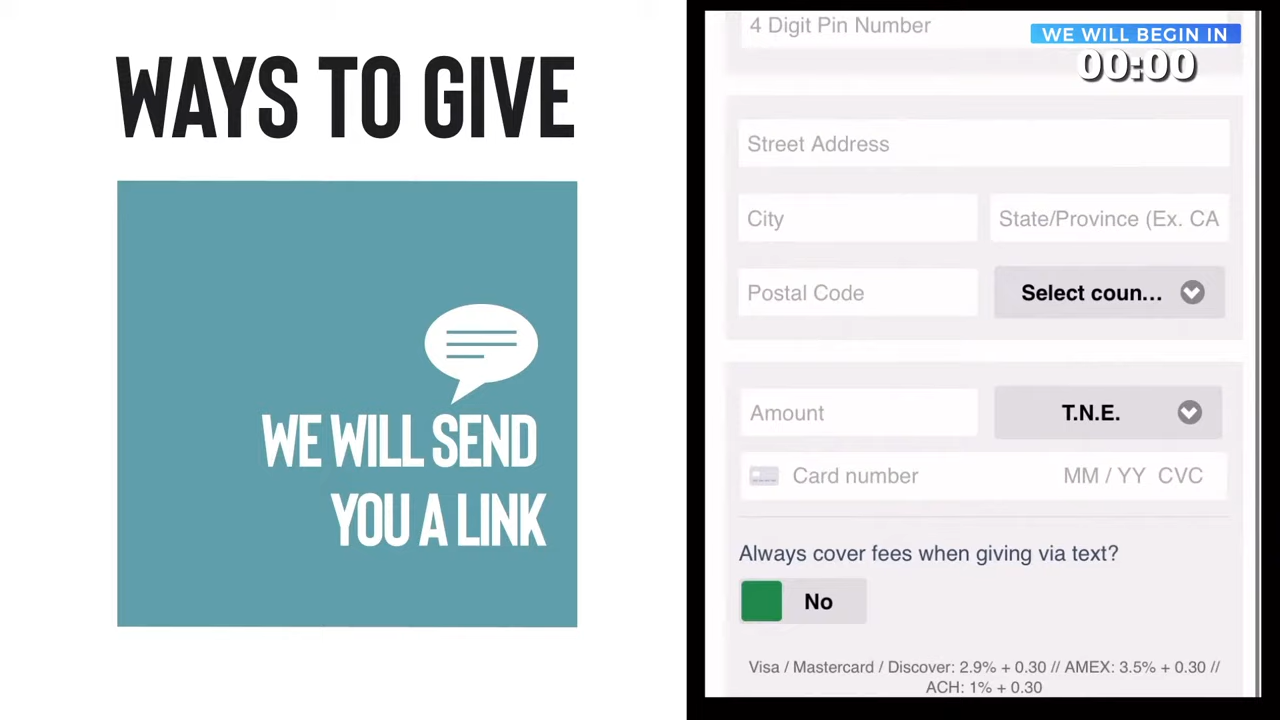 WAYS TO GIVE
WE WILL SEND
YOU A LINK
4 Digit Pin Number
WE WILL BEGIN IN
00:00
Street Address
City
State/Province (Ex. CA
Postal Code
Select coun...
Amount
T.N.E.
Card number
MM / YY CVC
Always cover fees when giving via text?
No
Visa / Mastercard / Discover: 2.9% + 0.30 // AMEX: 3.5% + 0.30 //
ACH: 1% + 0.30